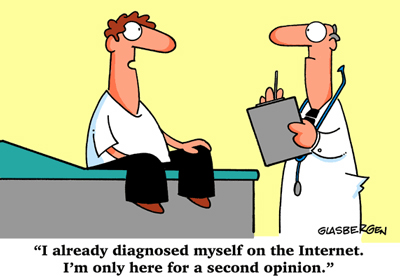 GLASBERGEN
“I already diagnosed myself on the Internet.
I’m only here for a second opinion.”